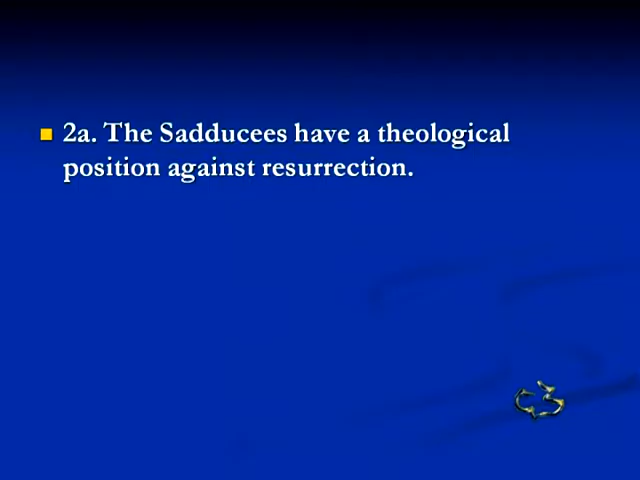 2a. The Sadducees have a theological
position against resurrection.